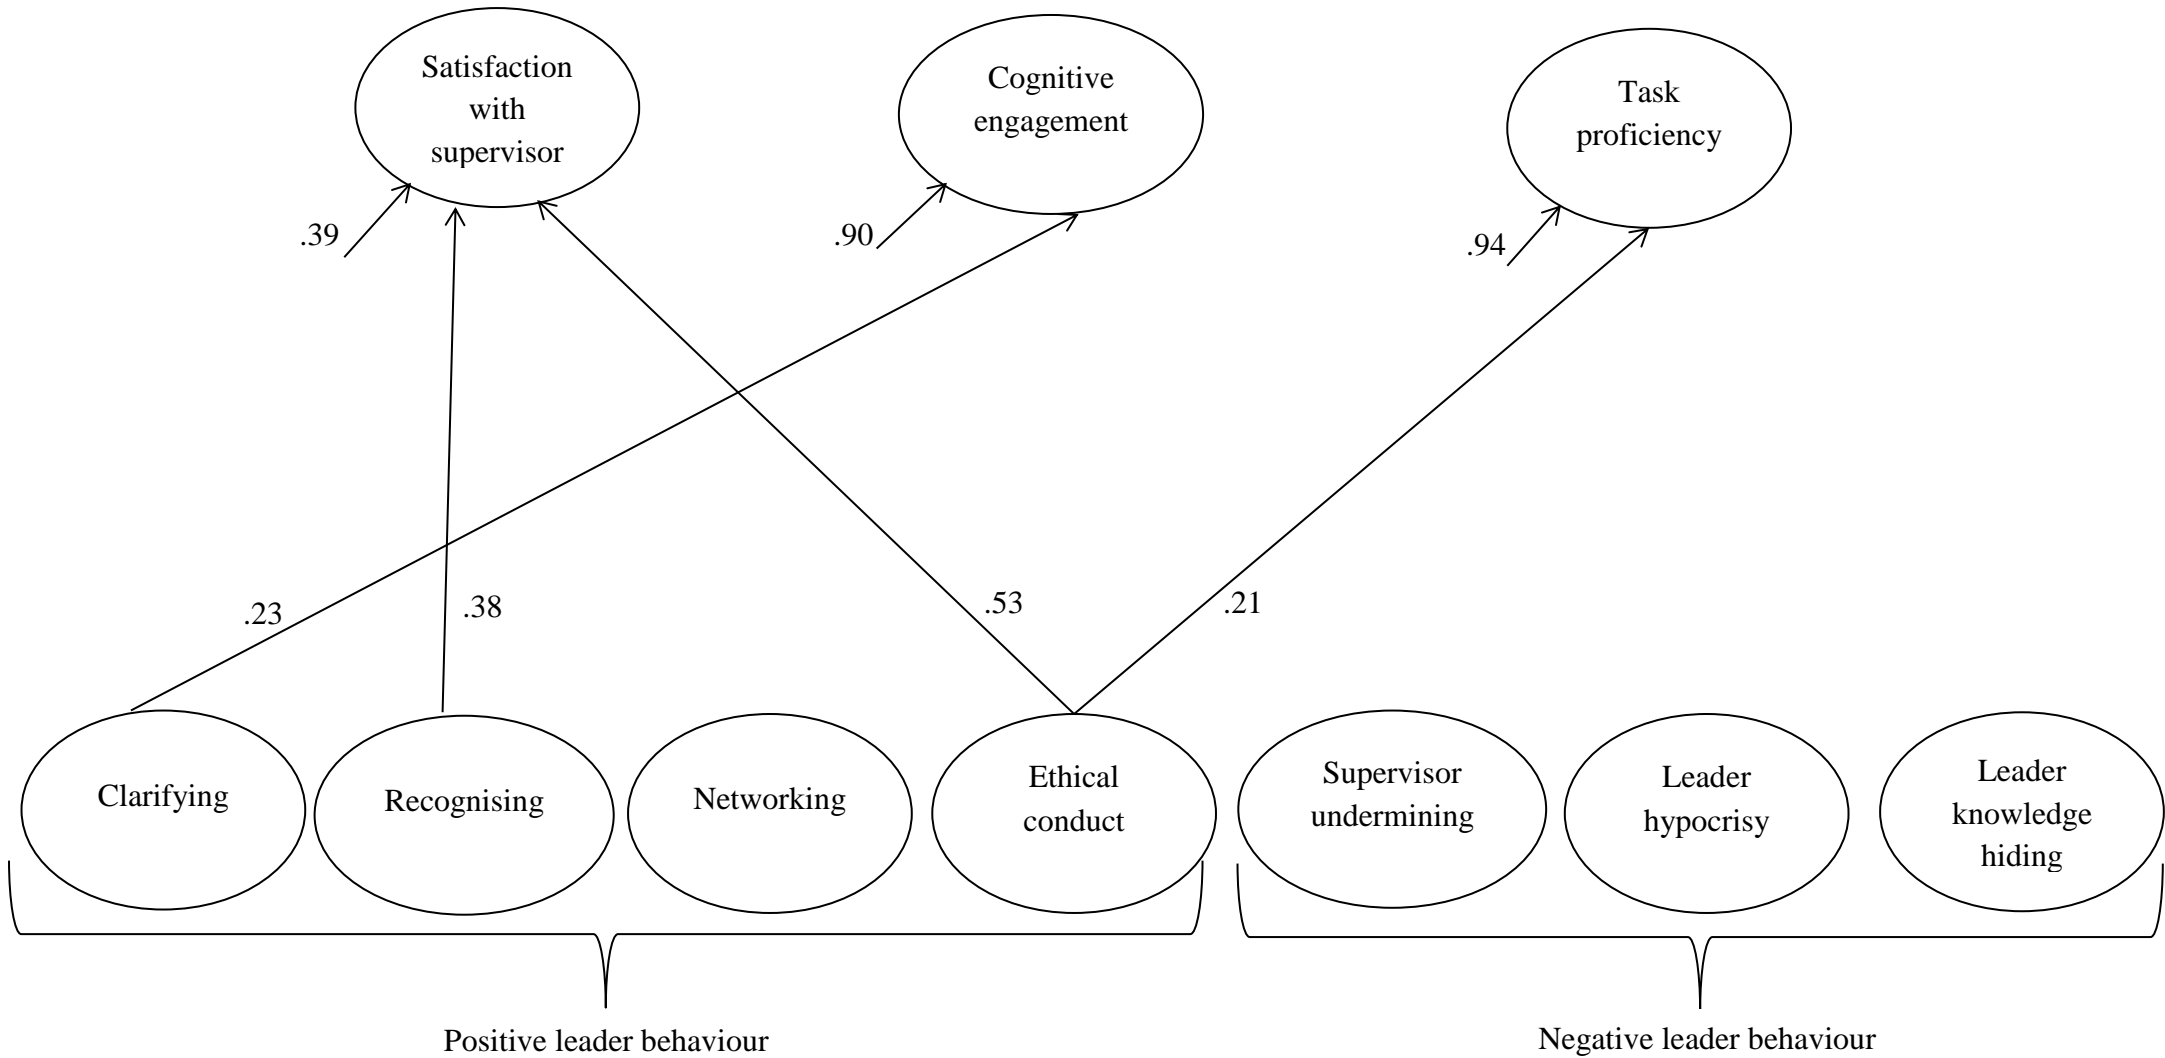 Satisfaction
with
supervisor
Cognitive
engagement
Task
proficiency
.39
.90
.94
.23
.38
.53
.21
Clarifying
Recognising
Networking
Ethical
conduct
Supervisor
undermining
Leader
hypocrisy
Leader
knowledge
hiding
Positive leader behaviour
Negative leader behaviour